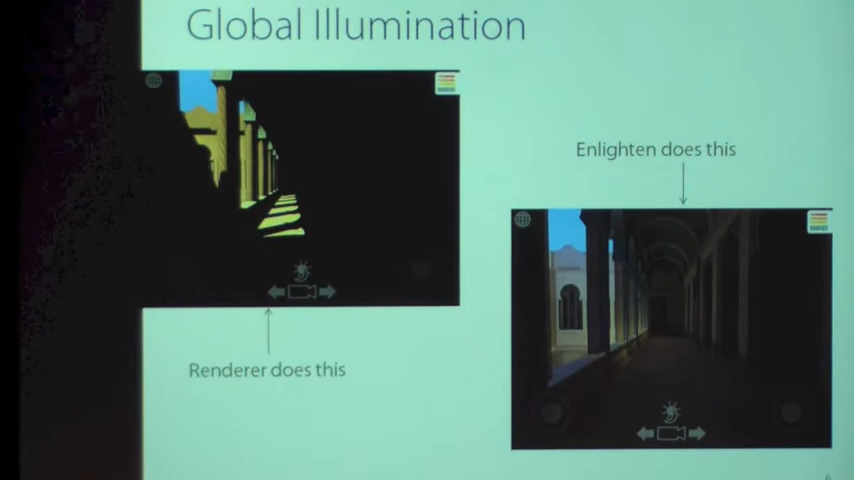 Global Illumination
Enlighten does this
Renderer does this